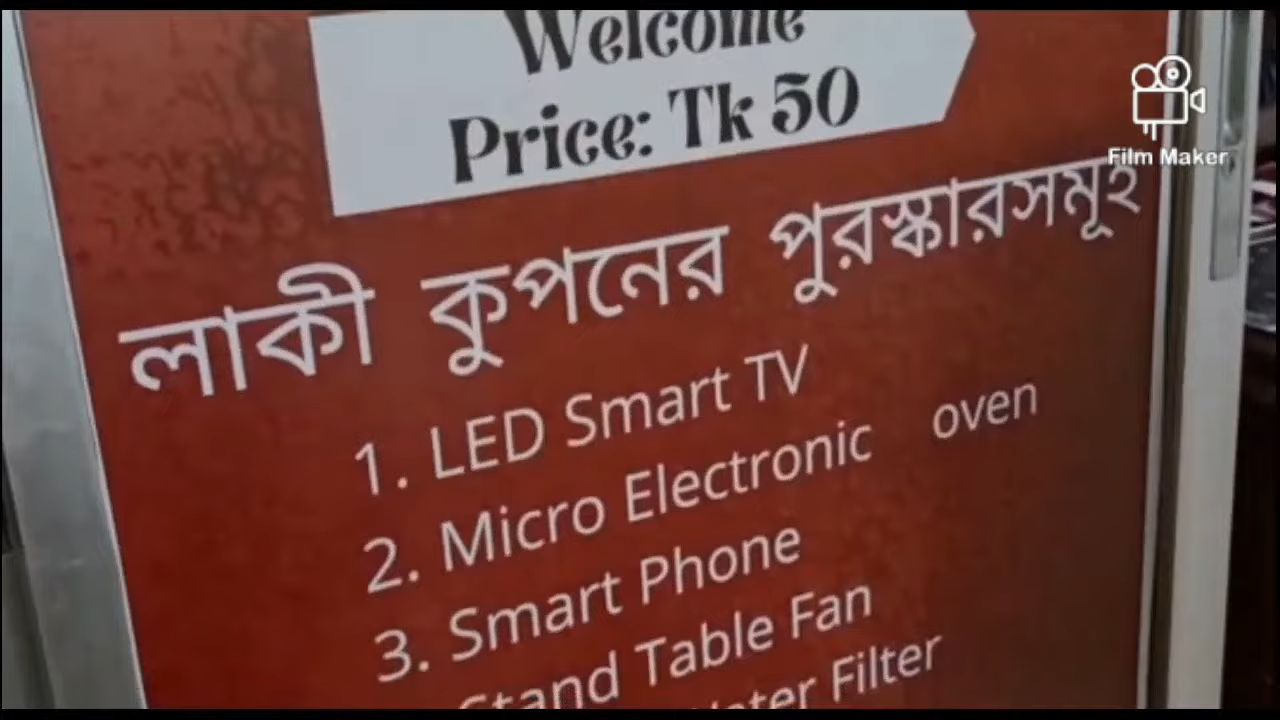 Welcome
Price: Tk 50
Film Maker
লাকী কুপনের পুরস্কারসমূহ
1. LED Smart TV
2. Micro Electronic oven
3. Smart Phone
Stand Table Fan
Water Filter